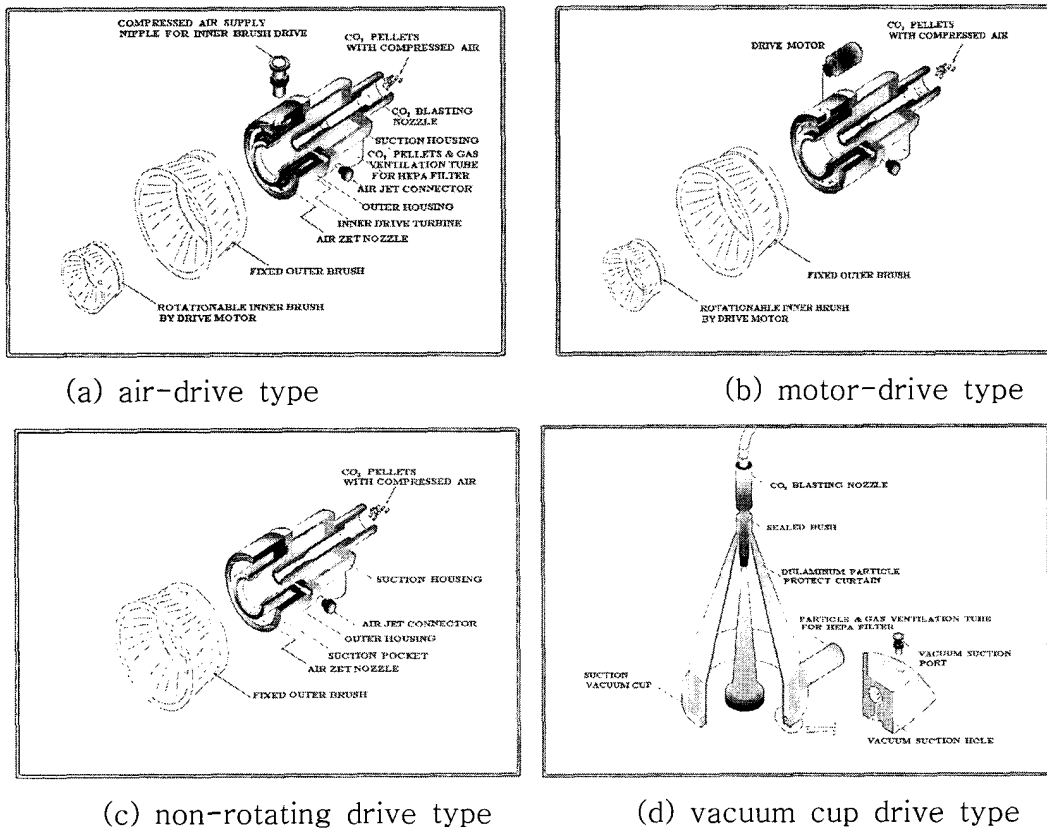 COMPRESSED AIR SUPPLY
NIPPLE FOR INNER BRUSH DRIVE
CO₂ PELLETS
WITH COMPRESSED AIR
CO₂ BLASTING
NOZZLE
SUCTION HOUSING
CO₂ PELLETS & GAS
VENTILATION TUBE
FOR HEPA FILTER
AIR JET CONNECTOR
OUTER HOUSING
INNER DRIVE TURBINE
AIR ZET NOZZLE
FIXED OUTER BRUSH
ROTATIONABLE INNER BRUSH
BY DRIVE MOTOR
(a) air-drive type
DRIVE MOTOR
CO₂ PELLETS
WITH COMPRESSED AIR
FIXED OUTER BRUSH
ROTATIONABLE INNER BRUSH
BY DRIVE MOTOR
(b) motor-drive type
CO₂ PELLETS
WITH COMPRESSED AIR
SUCTION HOUSING
AIR JET CONNECTOR
OUTER HOUSING
SUCTION POCKET
AIR ZET NOZZLE
FIXED OUTER BRUSH
(c) non-rotating drive type
CO₂ BLASTING NOZZLE
SEALED BUSH
DULAMINUM PARTICLE
PROTECT CURTAIN
PARTICLE & GAS VENTILATION TUBE
FOR HEPA FILTER
VACUUM SUCTION
PORT
SUCTION
VACUUM CUP
VACUUM SUCTION HOLE
(d) vacuum cup drive type